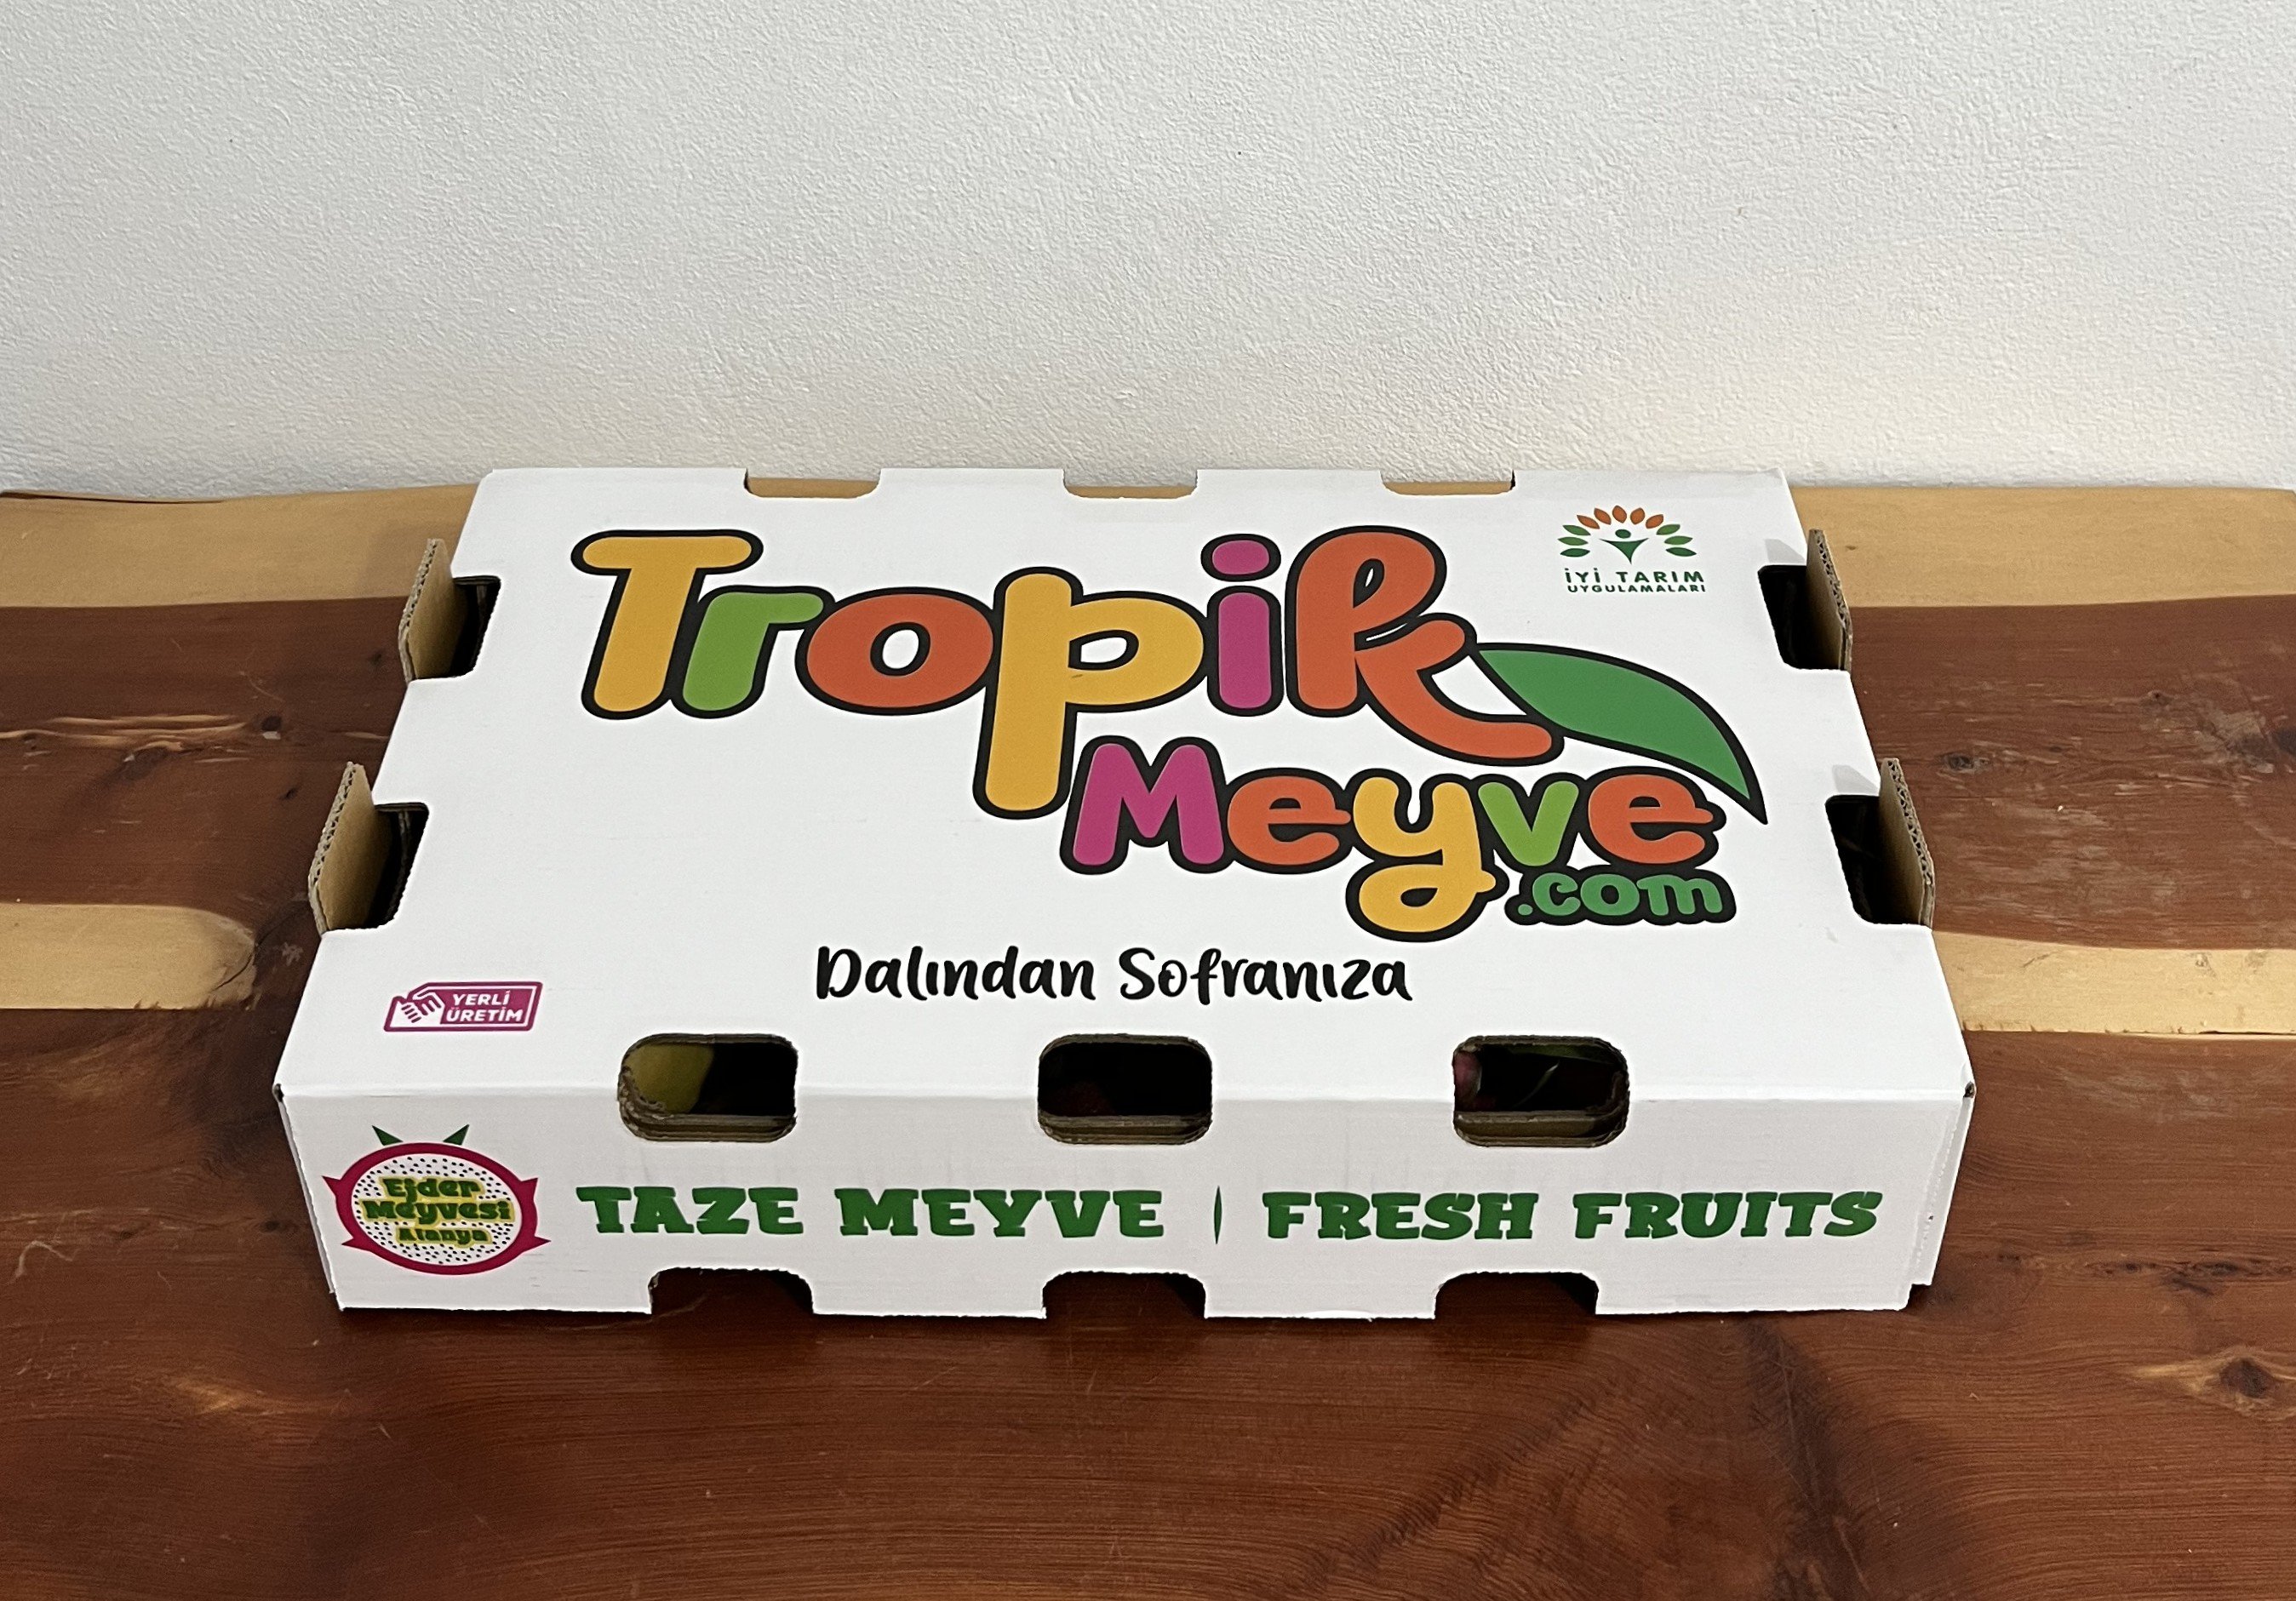 Tropik
Meyve
.com
İYİ TARIM
UYGULAMALARI
Dalından Sofranıza
YERLİ
ÜRETİM
Ejder
Meyvesi
Alanya
TAZE MEYVE | FRESH FRUITS